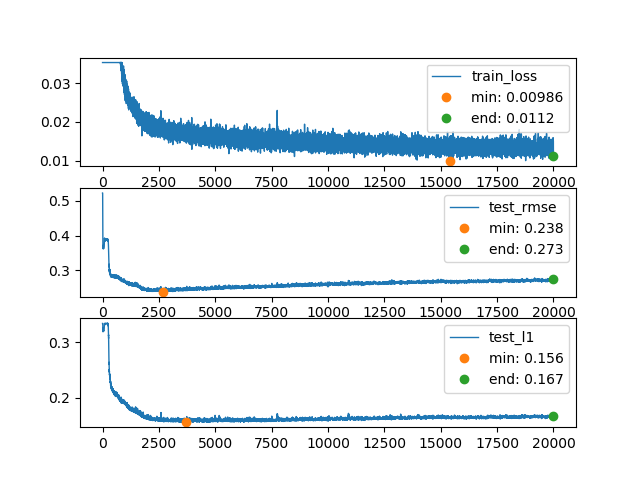 0.03
0.02
0.01
train_loss
min: 0.00986
end: 0.0112
0 2500 5000 7500 10000 12500 15000 17500 20000
0.5
0.4
0.3
test_rmse
min: 0.238
end: 0.273
0 2500 5000 7500 10000 12500 15000 17500 20000
0.3
0.2
test_l1
min: 0.156
end: 0.167
0 2500 5000 7500 10000 12500 15000 17500 20000